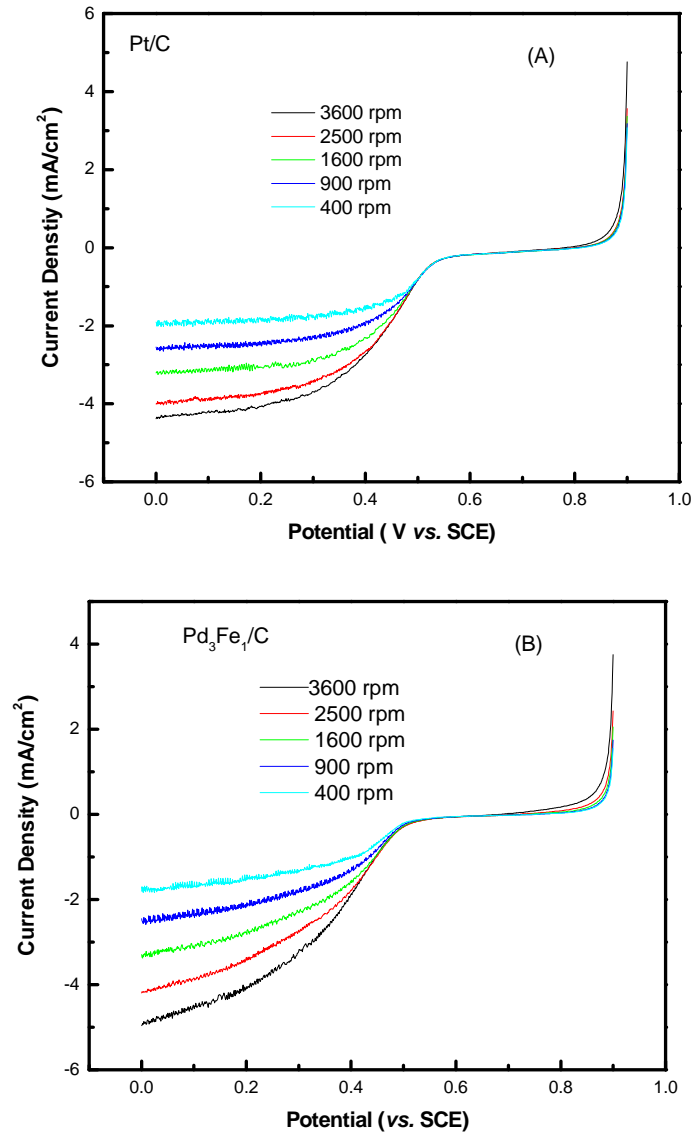 Pt/C
(A)
3600 rpm
2500 rpm
1600 rpm
900 rpm
400 rpm
6
4
2
0
-2
-4
-6
Current Denstiy (mA/cm²)
0.0 0.2 0.4 0.6 0.8 1.0
Potential ( V vs. SCE)
Pd₃Fe₁/C
(B)
3600 rpm
2500 rpm
1600 rpm
900 rpm
400 rpm
4
2
0
-2
-4
-6
Current Density (mA/cm²)
0.0 0.2 0.4 0.6 0.8 1.0
Potential (vs. SCE)